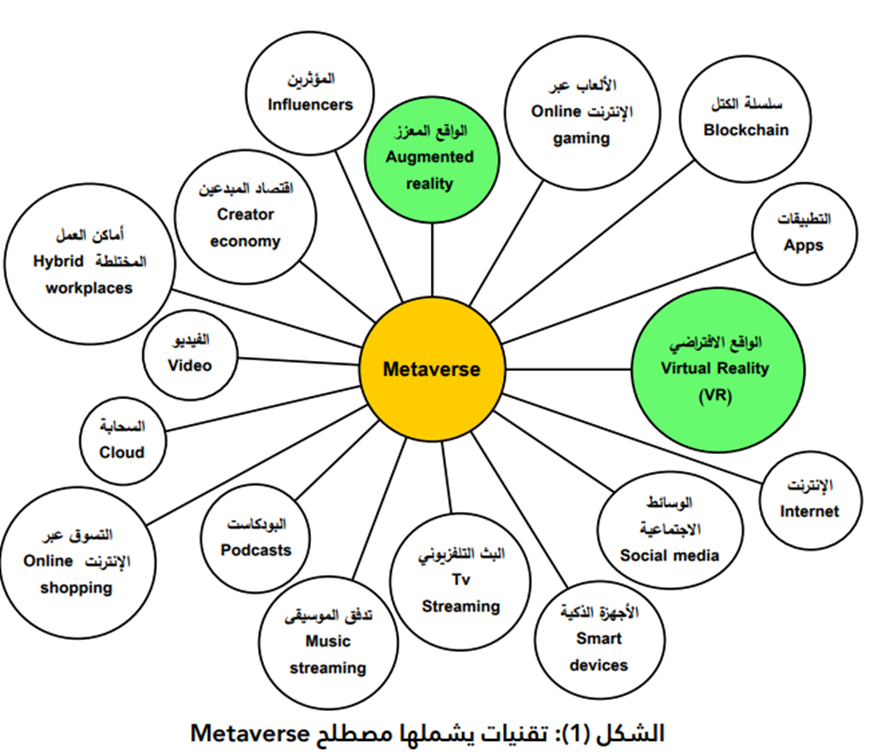 المؤثرين
Influencers
الواقع المعزز
Augmented
reality
الألعاب عبر
الإنترنت Online
gaming
سلسلة الكتل
Blockchain
اقتصاد المبدعين
Creator
economy
التطبيقات
Apps
أماكن العمل
المختلطة Hybrid
workplaces
الفيديو
Video
Metaverse
الواقع الافتراضي
Virtual Reality
(VR)
السحابة
Cloud
الإنترنت
Internet
التسوق عبر
الإنترنت Online
shopping
البودكاست
Podcasts
الوسائط
الاجتماعية
Social media
البث التلفزيوني
Tv
Streaming
تدفق الموسيقى
Music
streaming
الأجهزة الذكية
Smart
devices
الشكل (1): تقنيات يشملها مصطلح Metaverse